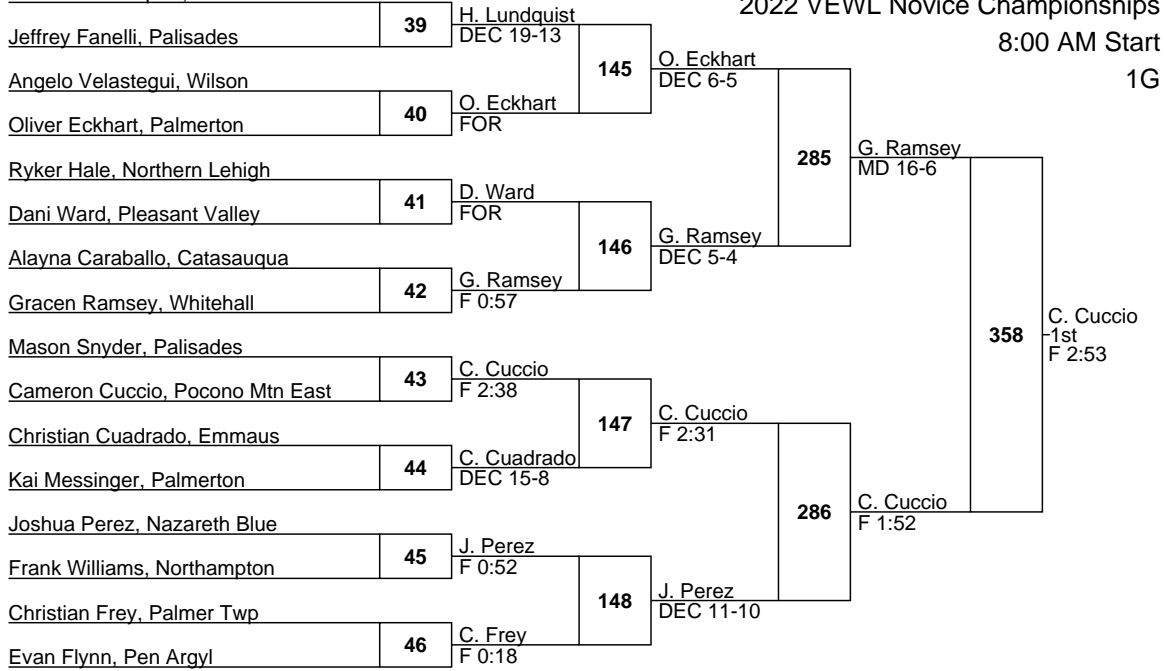 2022 VEWL Novice Championships
8:00 AM Start
1G
Jeffrey Fanelli, Palisades
39
H. Lundquist
DEC 19-13
Angelo Velastegui, Wilson
Oliver Eckhart, Palmerton
40
O. Eckhart
FOR
145
O. Eckhart
DEC 6-5
Ryker Hale, Northern Lehigh
Dani Ward, Pleasant Valley
41
D. Ward
FOR
Alayna Caraballo, Catasauqua
Gracen Ramsey, Whitehall
42
G. Ramsey
F 0:57
146
G. Ramsey
DEC 5-4
285
G. Ramsey
MD 16-6
Mason Snyder, Palisades
Cameron Cuccio, Pocono Mtn East
43
C. Cuccio
F 2:38
Christian Cuadrado, Emmaus
Kai Messinger, Palmerton
44
C. Cuadrado
DEC 15-8
147
C. Cuccio
F 2:31
Joshua Perez, Nazareth Blue
Frank Williams, Northampton
45
J. Perez
F 0:52
Christian Frey, Palmer Twp
Evan Flynn, Pen Argyl
46
C. Frey
F 0:18
148
J. Perez
DEC 11-10
286
C. Cuccio
F 1:52
358
C. Cuccio
1st
F 2:53